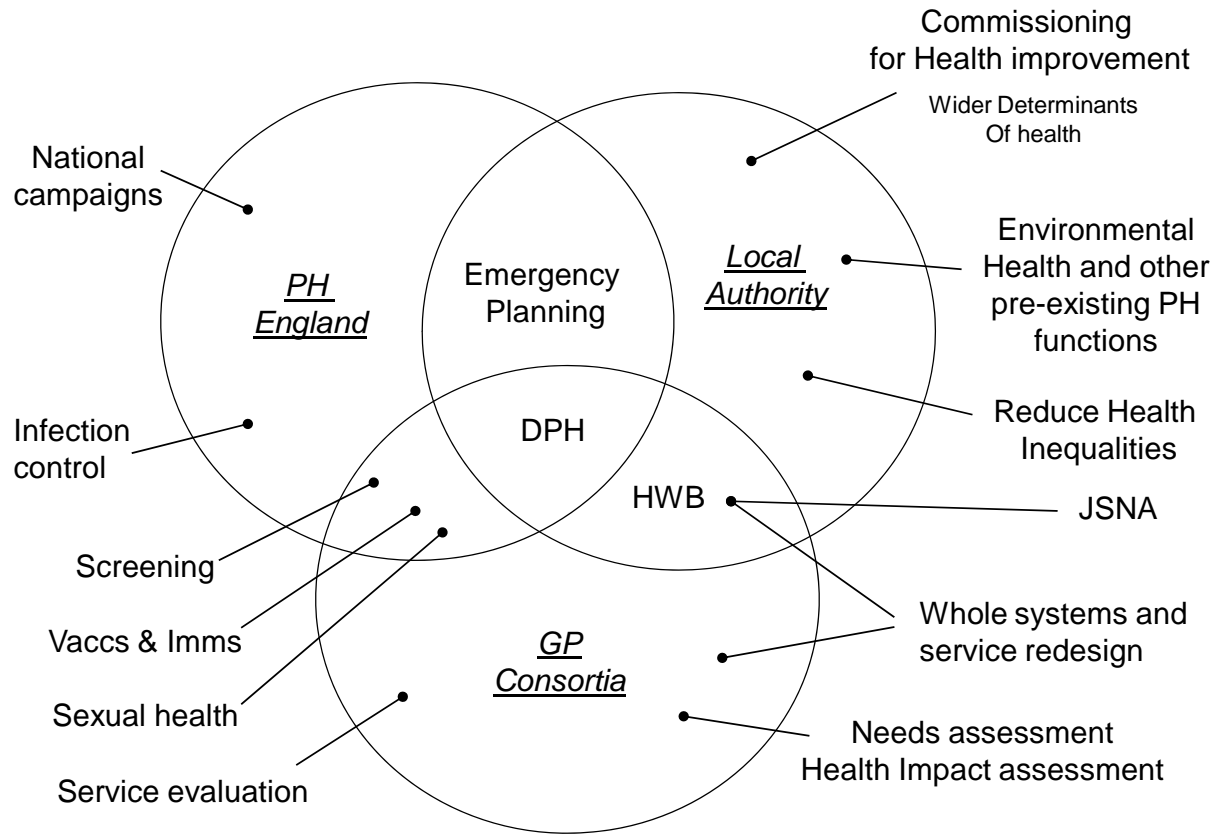 Commissioning
for Health improvement
Wider Determinants
Of health
National
campaigns
PH
England
Emergency
Planning
Local
Authority
Environmental
Health and other
pre-existing PH
functions
Infection
control
DPH
Reduce Health
Inequalities
HWB
JSNA
Screening
Vaccs & Imms
Sexual health
Service evaluation
GP
Consortia
Whole systems and
service redesign
Needs assessment
Health Impact assessment